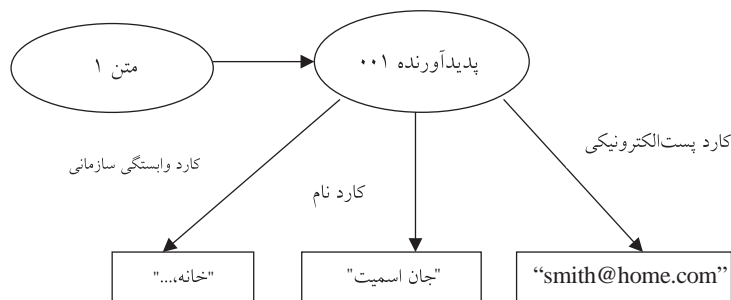 پدیدآورنده ۰۰۱
متن ۱
کارد پست‌الکترونیکی
کارد وابستگی سازمانی
کارد نام
“smith@home.com”
"جان اسمیت"
"خانه،..."